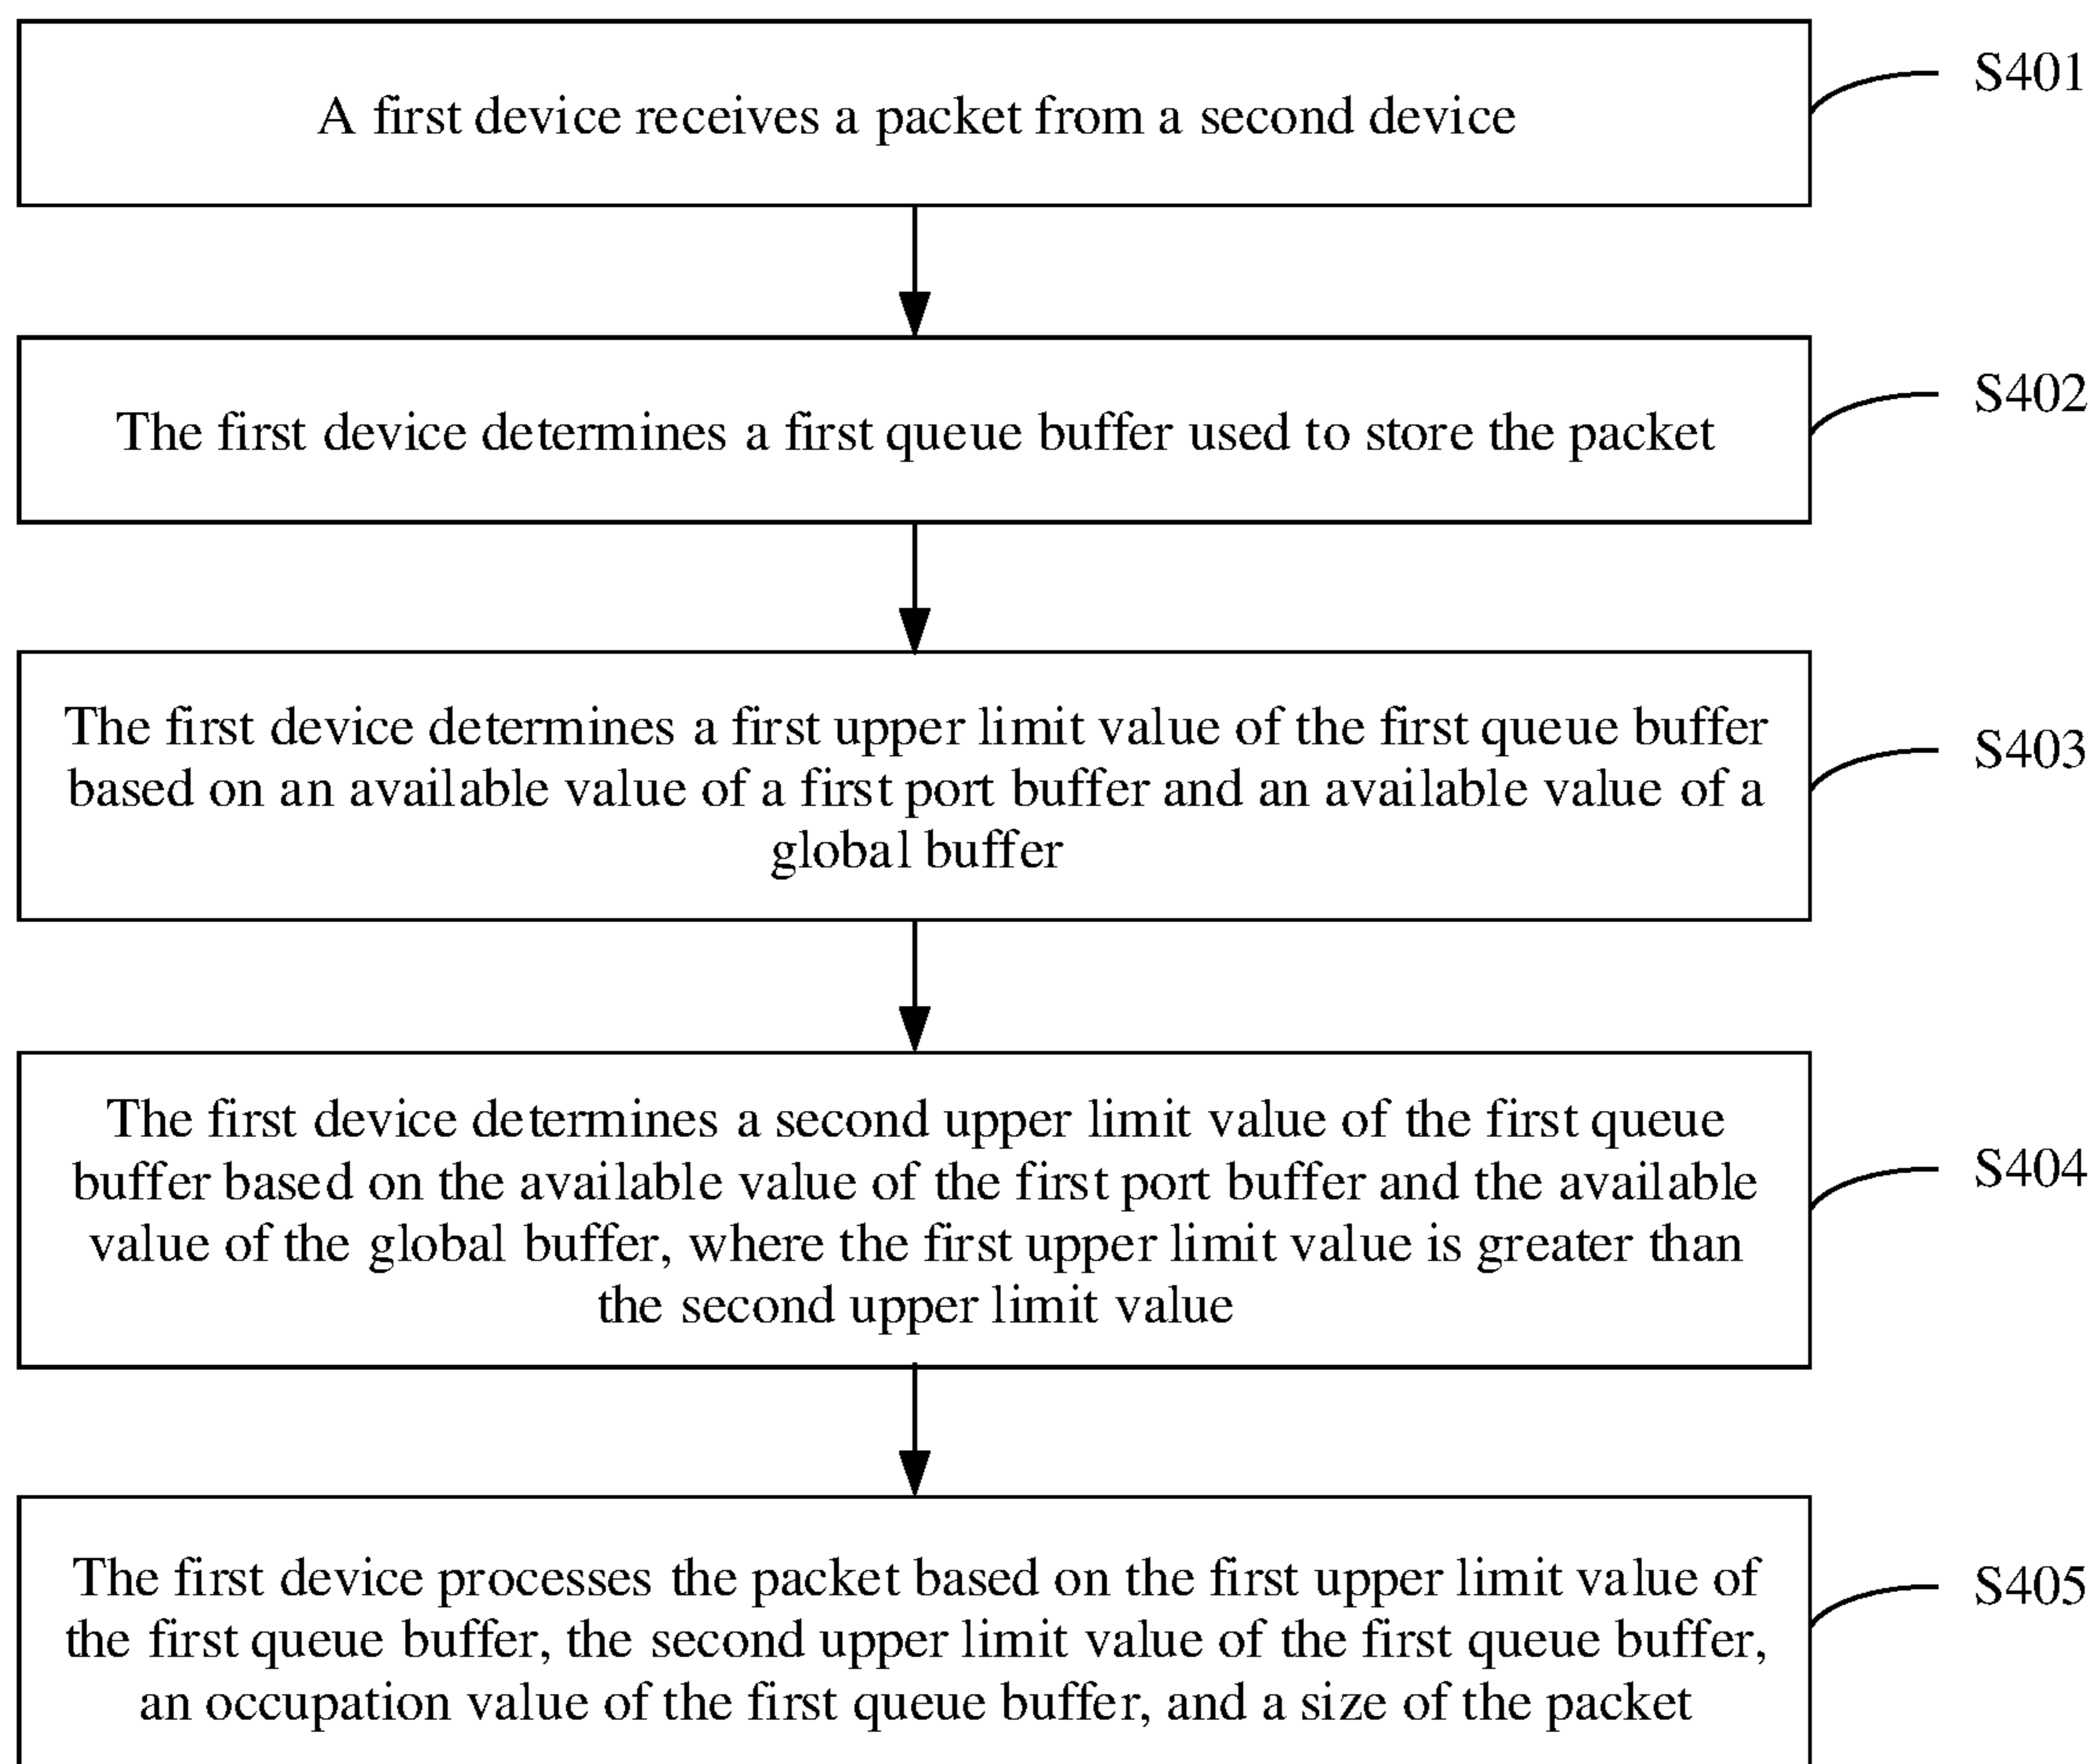 A first device receives a packet from a second device
S401
The first device determines a first queue buffer used to store the packet
S402
The first device determines a first upper limit value of the first queue buffer
based on an available value of a first port buffer and an available value of a
global buffer
S403
The first device determines a second upper limit value of the first queue
buffer based on the available value of the first port buffer and the available
value of the global buffer, where the first upper limit value is greater than
the second upper limit value
S404
The first device processes the packet based on the first upper limit value of
the first queue buffer, the second upper limit value of the first queue buffer,
an occupation value of the first queue buffer, and a size of the packet
S405